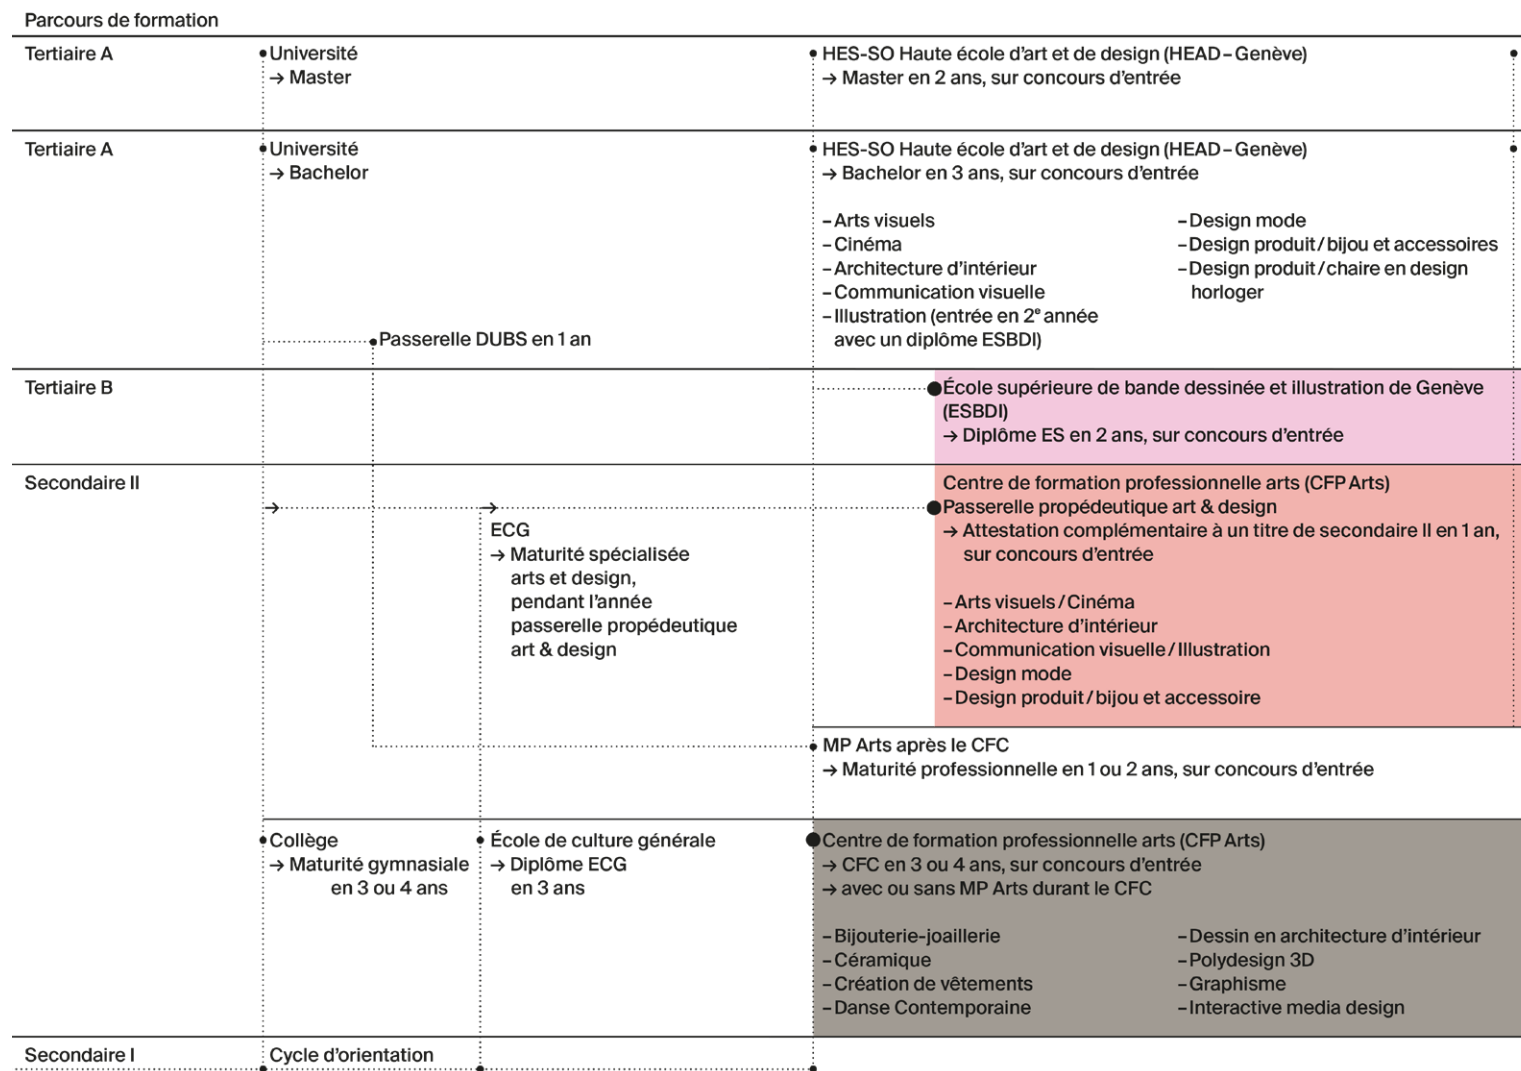 Parcours de formation
Tertiaire A
Université
→ Master
HES-SO Haute école d'art et de design (HEAD – Genève)
→ Master en 2 ans, sur concours d'entrée
Tertiaire A
Université
→ Bachelor
HES-SO Haute école d'art et de design (HEAD – Genève)
→ Bachelor en 3 ans, sur concours d'entrée
– Arts visuels
– Cinéma
– Architecture d'intérieur
– Communication visuelle
– Illustration (entrée en 2e année
avec un diplôme ESBDI)
– Design mode
– Design produit / bijou et accessoires
– Design produit / chaire en design
horloger
Passerelle DUBS en 1 an
Tertiaire B
École supérieure de bande dessinée et illustration de Genève
(ESBDI)
→ Diplôme ES en 2 ans, sur concours d'entrée
Secondaire II
Centre de formation professionnelle arts (CFP Arts)
Passerelle propédeutique art & design
→ Attestation complémentaire à un titre de secondaire II en 1 an,
sur concours d'entrée
– Arts visuels / Cinéma
– Architecture d'intérieur
– Communication visuelle / Illustration
– Design mode
– Design produit / bijou et accessoire
ECG
→ Maturité spécialisée
arts et design,
pendant l'année
passerelle propédeutique
art & design
MP Arts après le CFC
→ Maturité professionnelle en 1 ou 2 ans, sur concours d'entrée
Collège
→ Maturité gymnasiale
en 3 ou 4 ans
École de culture générale
→ Diplôme ECG
en 3 ans
Centre de formation professionnelle arts (CFP Arts)
→ CFC en 3 ou 4 ans, sur concours d'entrée
→ avec ou sans MP Arts durant le CFC
– Bijouterie-joaillerie
– Céramique
– Création de vêtements
– Danse Contemporaine
– Dessin en architecture d'intérieur
– Polydesign 3D
– Graphisme
– Interactive media design
Secondaire I
Cycle d'orientation